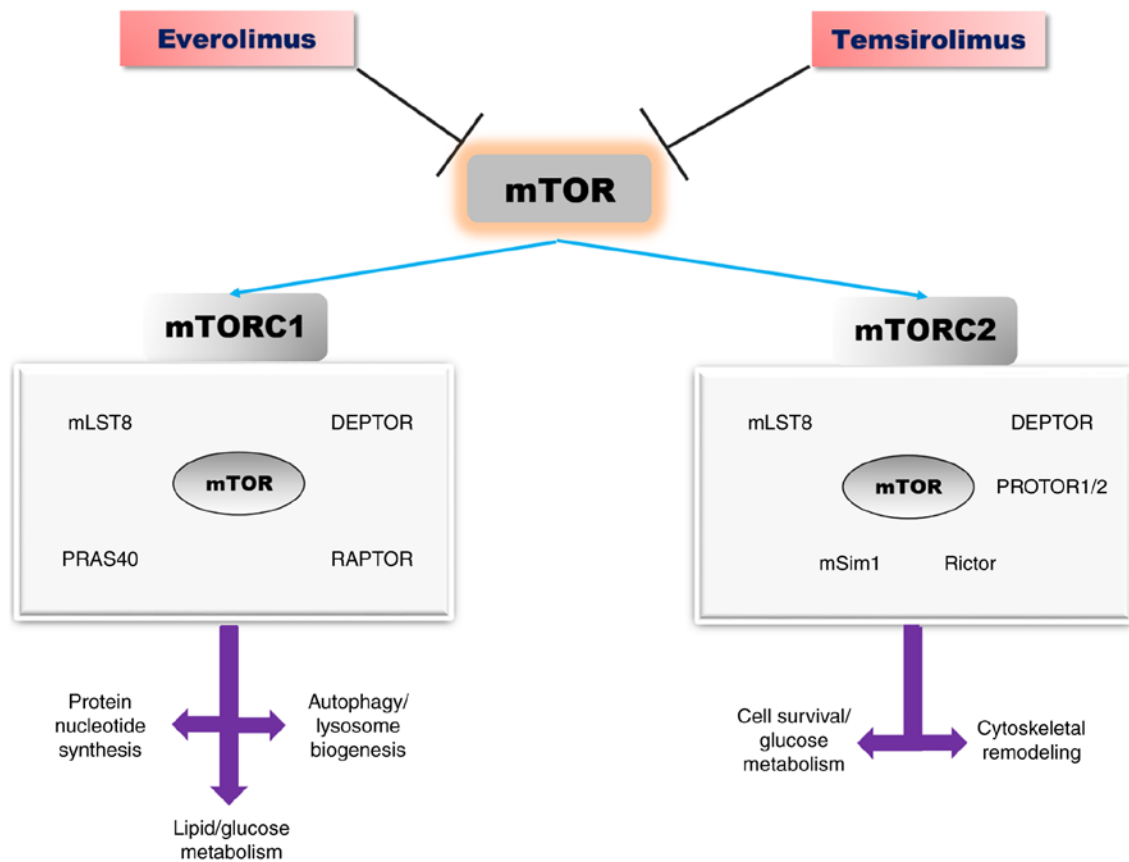 Everolimus
Temsirolimus
mTOR
mTORC1
mTORC2
mLST8
DEPTOR
mTOR
PRAS40
RAPTOR
mLST8
DEPTOR
mTOR
PROTOR1/2
mSim1
Rictor
Protein
nucleotide
synthesis
Autophagy/
lysosome
biogenesis
Lipid/glucose
metabolism
Cell survival/
glucose
metabolism
Cytoskeletal
remodeling